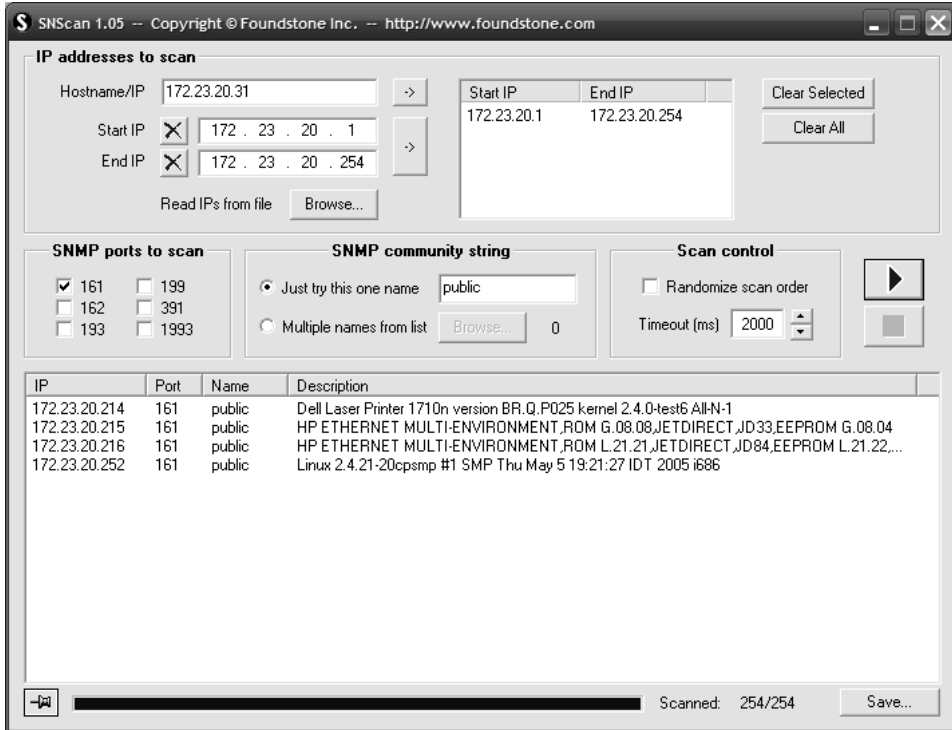 S SNScan 1.05 -- Copyright © Foundstone Inc. -- http://www.foundstone.com
IP addresses to scan
Hostname/IP 172.23.20.31 ->
Start IP 172 . 23 . 20 . 1
End IP 172 . 23 . 20 . 254
->
Read IPs from file Browse...
Start IP End IP
172.23.20.1 172.23.20.254
Clear Selected
Clear All
SNMP ports to scan
161 199
162 391
193 1993
SNMP community string
Just try this one name public
Multiple names from list Browse... 0
Scan control
Randomize scan order
Timeout (ms) 2000
IP Port Name Description
172.23.20.214 161 public Dell Laser Printer 1710n version BR.Q.P025 kernel 2.4.0-test6 All-N-1
172.23.20.215 161 public HP ETHERNET MULTI-ENVIRONMENT,ROM G.08.08,JETDIRECT,JD33,EEPROM G.08.04
172.23.20.216 161 public HP ETHERNET MULTI-ENVIRONMENT,ROM L.21.21,JETDIRECT,JD84,EEPROM L.21.22,...
172.23.20.252 161 public Linux 2.4.21-20cpsmp #1 SMP Thu May 5 19:21:27 IDT 2005 i686
Scanned: 254/254 Save...